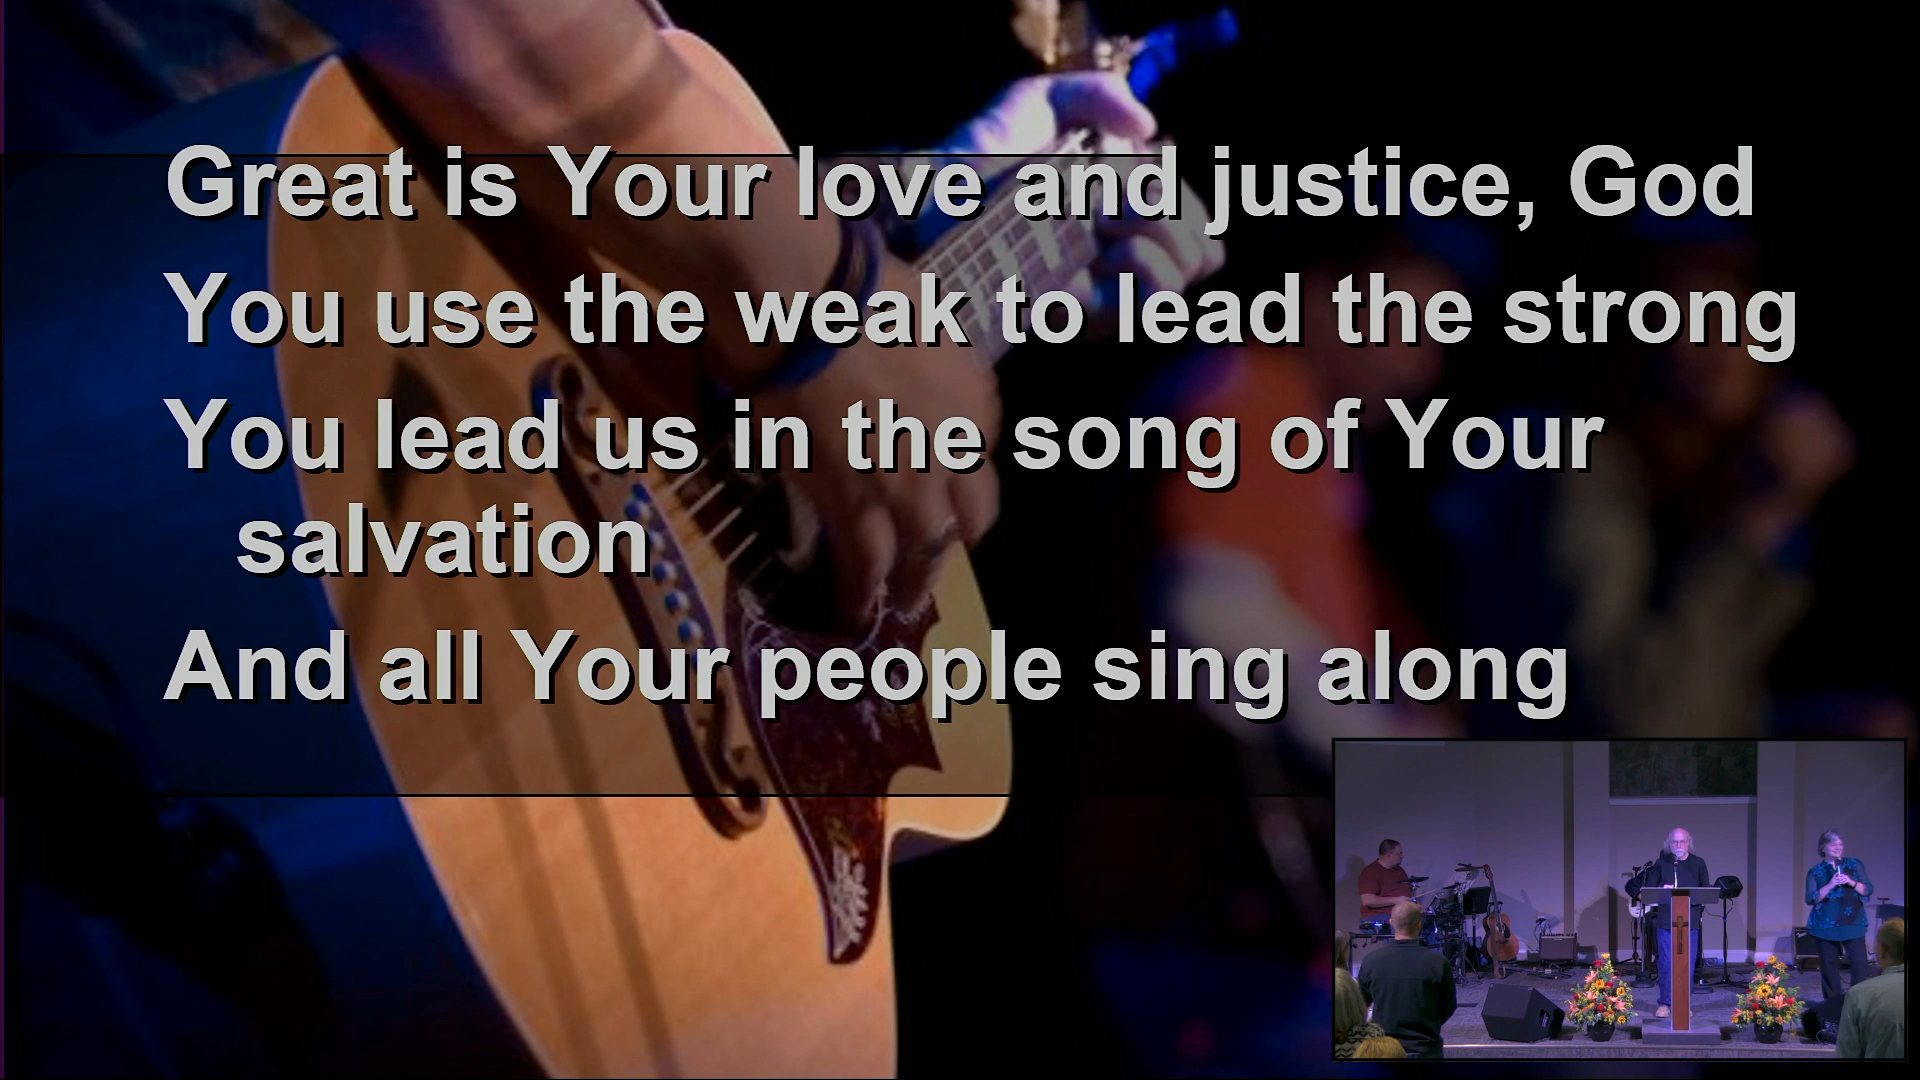 Great is Your love and justice, God
You use the weak to lead the strong
You lead us in the song of Your
salvation
And all Your people sing along